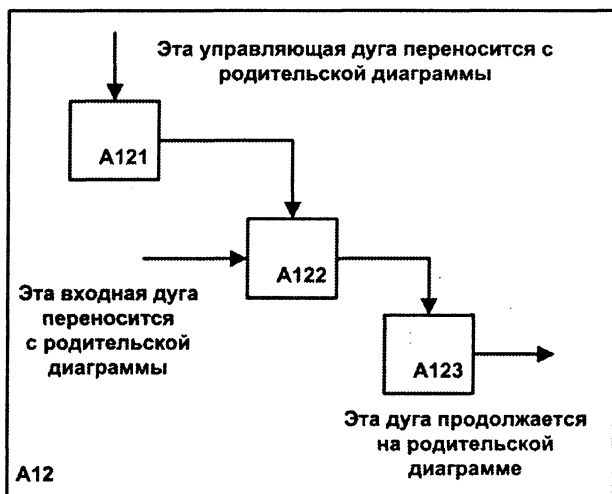 Эта управляющая дуга переносится с
родительской диаграммы
A121
A122
Эта входная дуга
переносится
с родительской
диаграммы
A123
Эта дуга продолжается
на родительской
диаграмме
A12